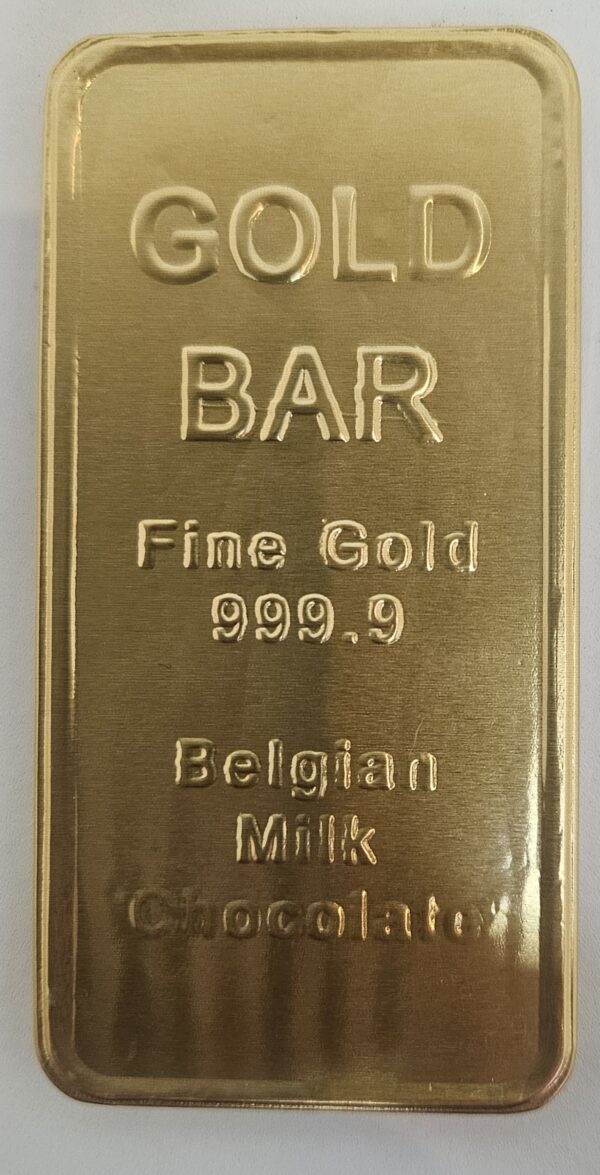 GOLD
BAR
Fine Gold
999.9
Belgian
Milk
Chocolate